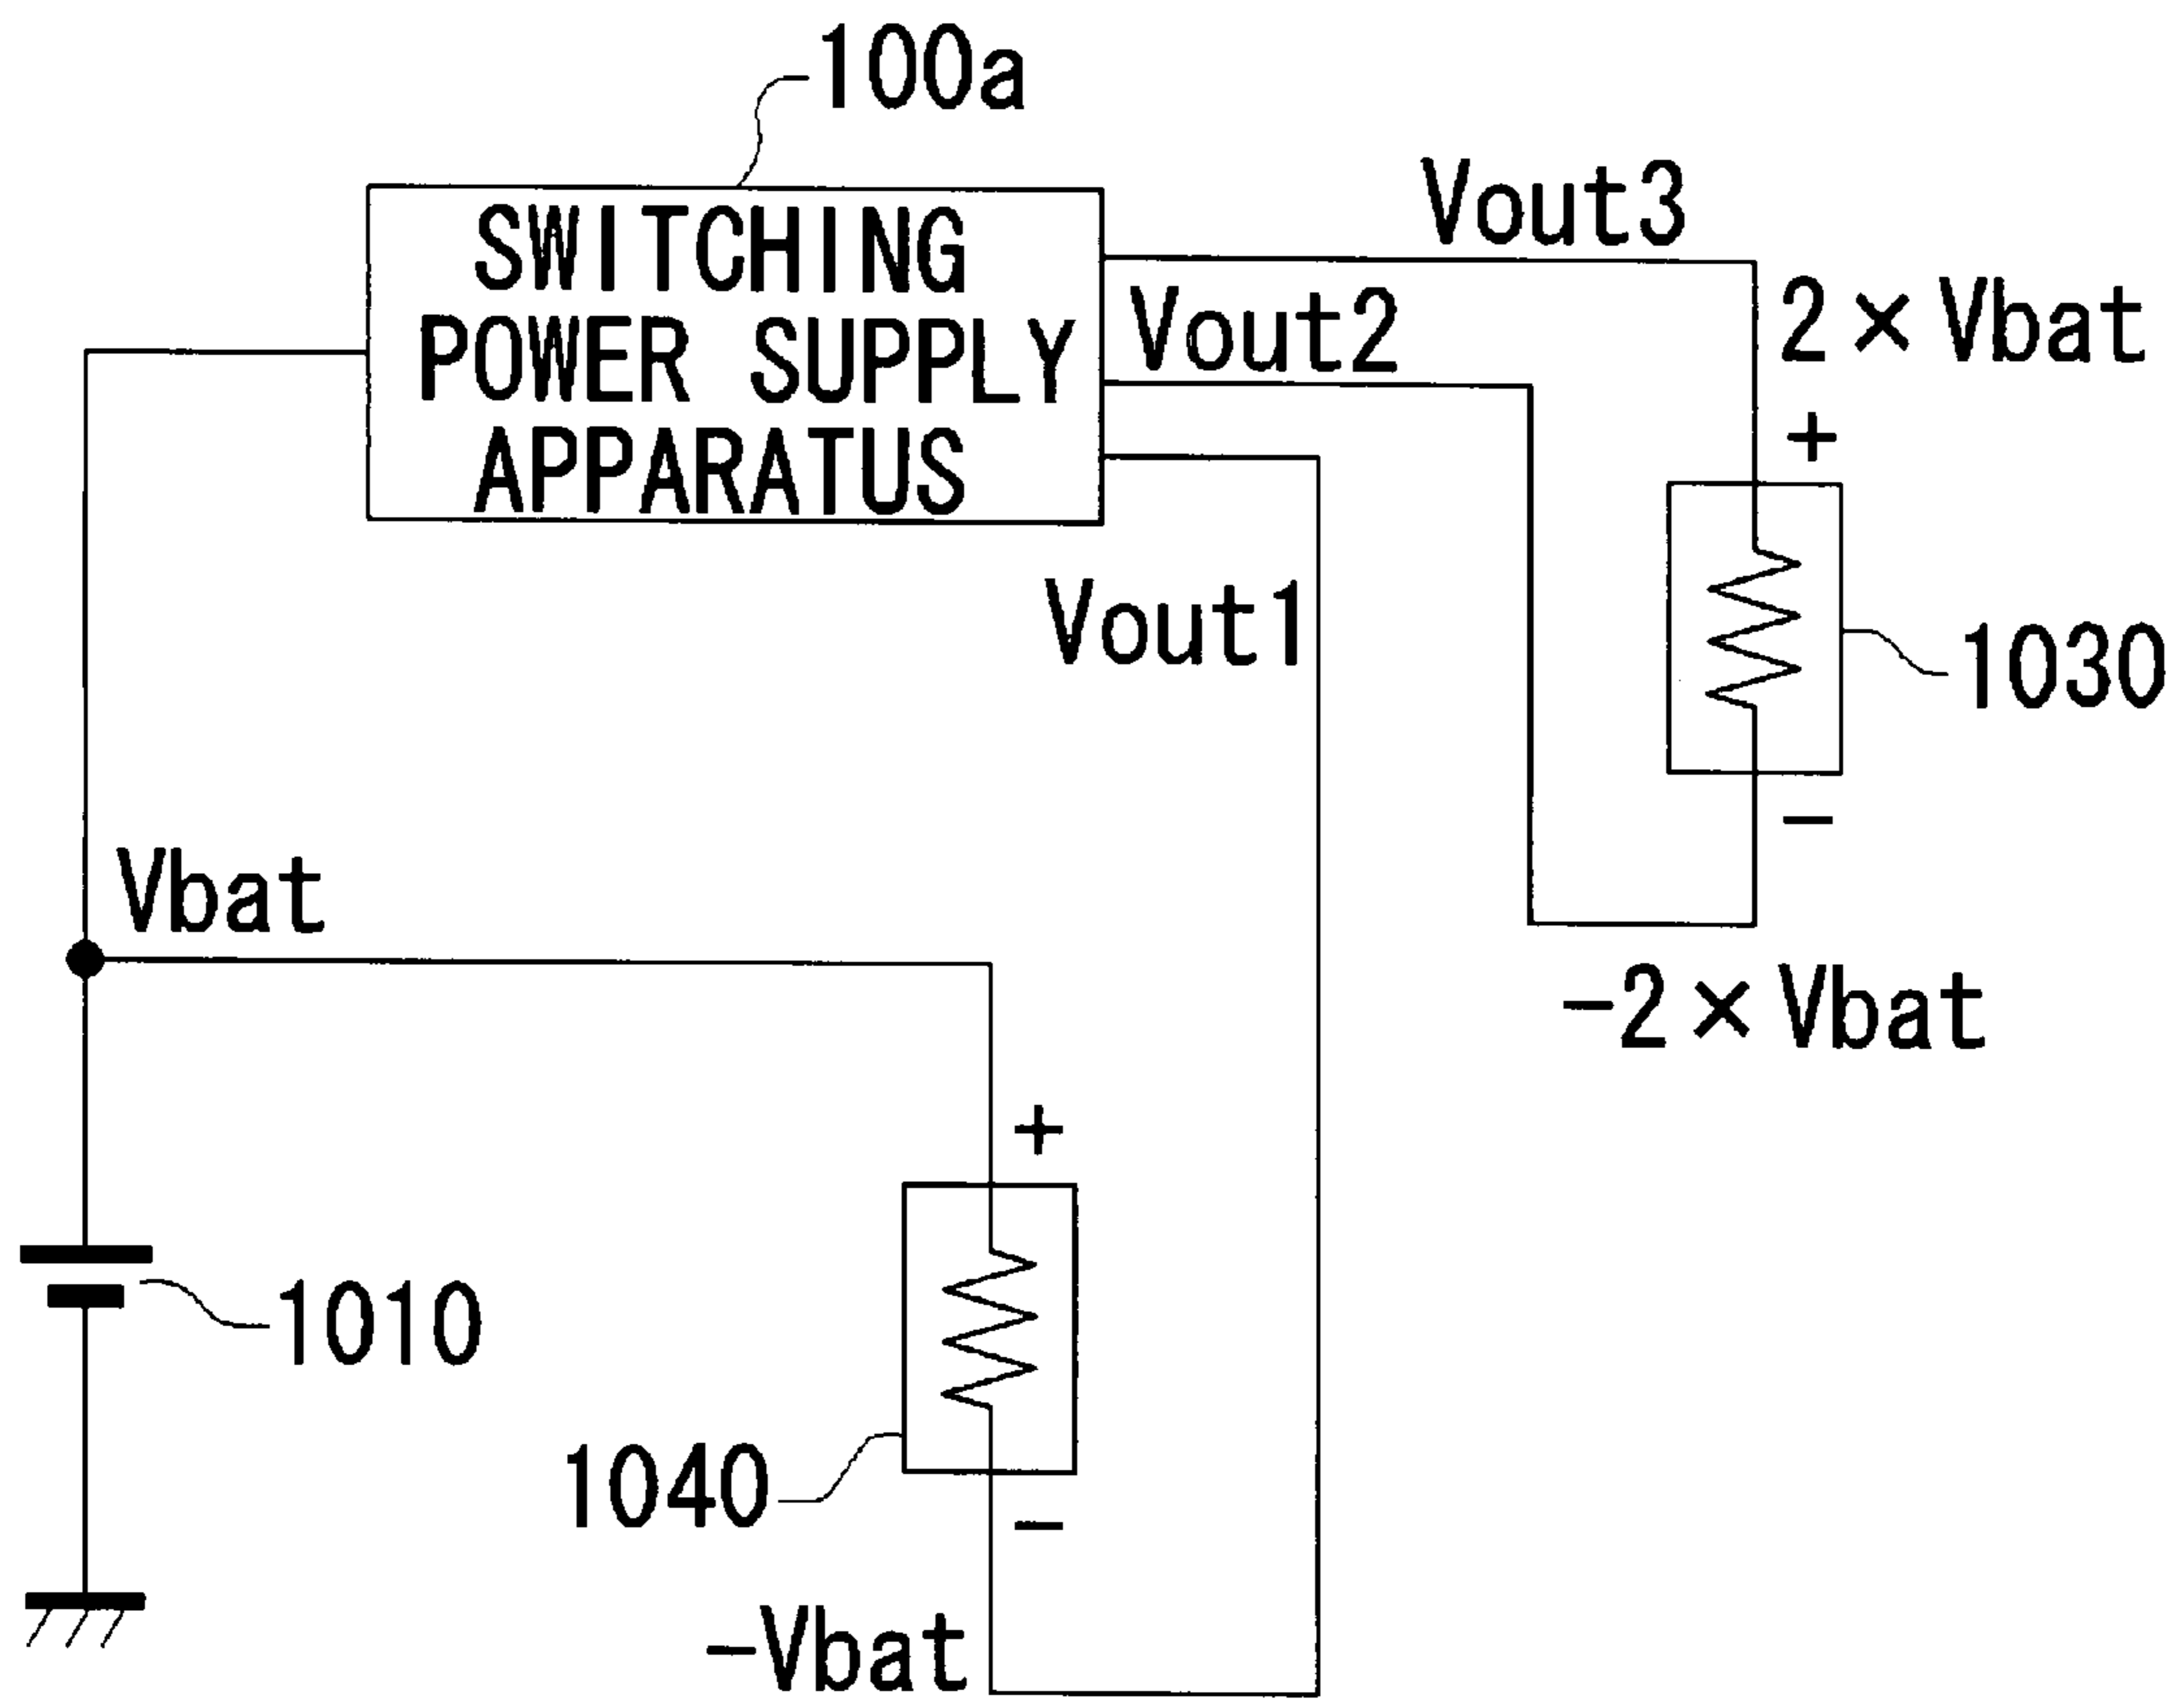 100a
SWITCHING
POWER SUPPLY
APPARATUS
Vout3
2×Vbat
Vout2
+
Vout1
1030
−
Vbat
−2×Vbat
+
1010
1040
−
−Vbat